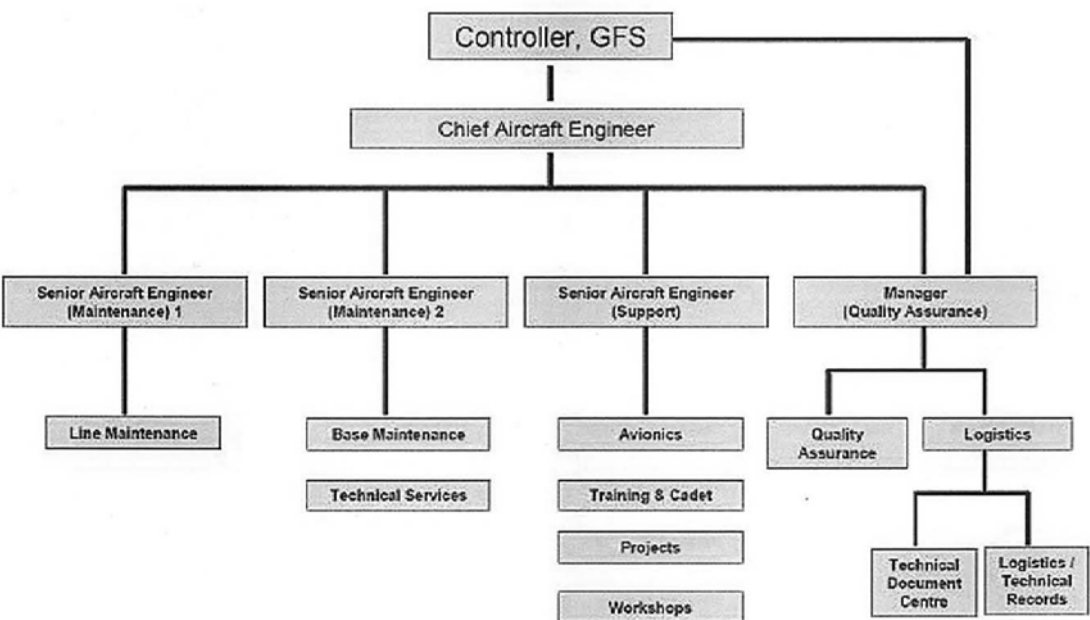 Controller, GFS
Chief Aircraft Engineer
Senior Aircraft Engineer
(Maintenance) 1
Senior Aircraft Engineer
(Maintenance) 2
Senior Aircraft Engineer
(Support)
Manager
(Quality Assurance)
Line Maintenance
Base Maintenance
Technical Services
Avionics
Training & Cadet
Projects
Workshops
Quality
Assurance
Logistics
Technical
Document
Centre
Logistics /
Technical
Records